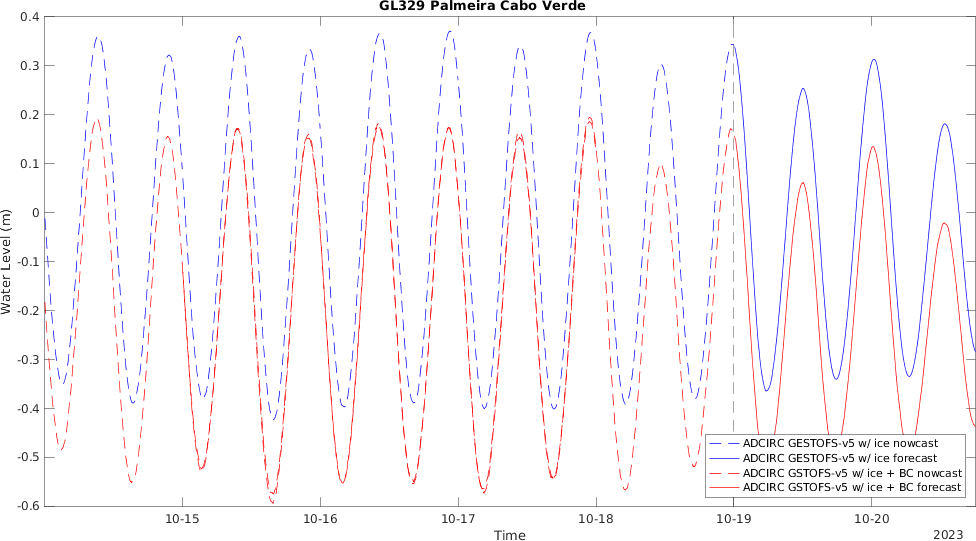 GL329 Palmeira Cabo Verde
0.4
0.3
0.2
0.1
0
-0.1
-0.2
-0.3
-0.4
-0.5
-0.6
Water Level (m)
ADCIRC GESTOFS-v5 w/ ice nowcast
ADCIRC GESTOFS-v5 w/ ice forecast
ADCIRC GSTOFS-v5 w/ ice + BC nowcast
ADCIRC GSTOFS-v5 w/ ice + BC forecast
10-15
10-16
10-17
10-18
10-19
10-20
Time
2023